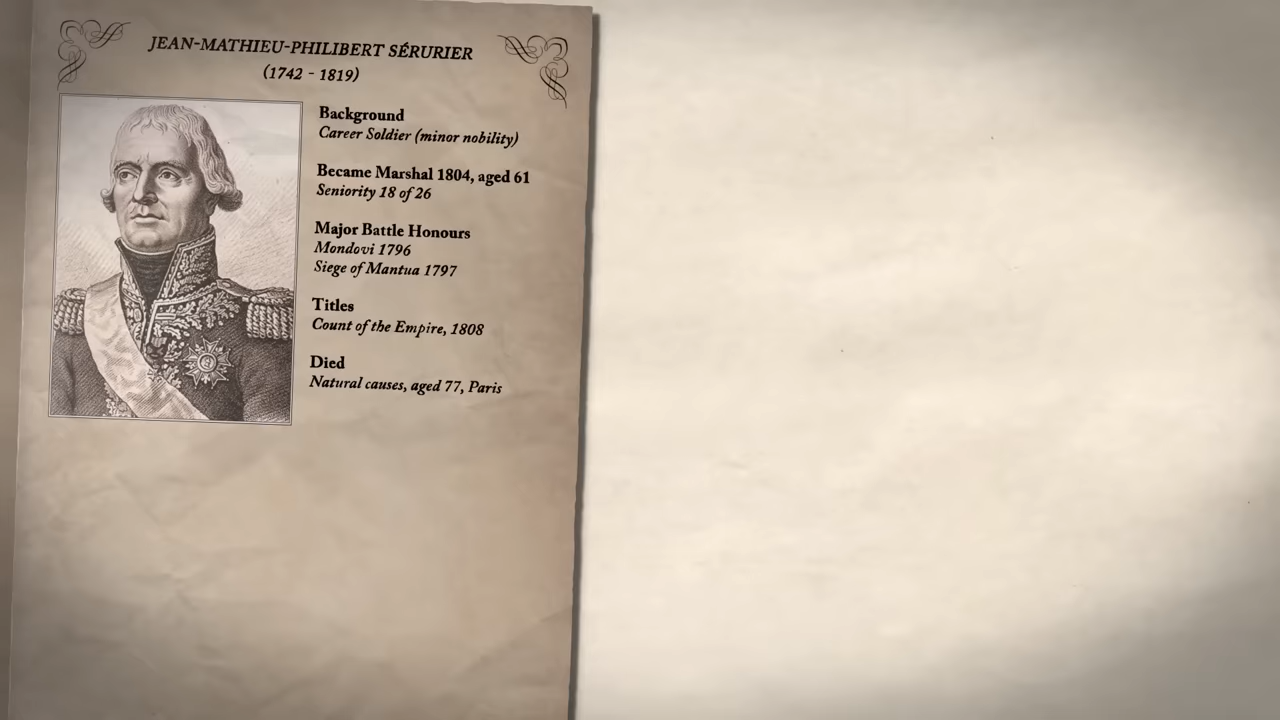 JEAN-MATHIEU-PHILIBERT SÉRURIER
(1742 - 1819)
Background
Career Soldier (minor nobility)
Became Marshal 1804, aged 61
Seniority 18 of 26
Major Battle Honours
Mondovi 1796
Siege of Mantua 1797
Titles
Count of the Empire, 1808
Died
Natural causes, aged 77, Paris